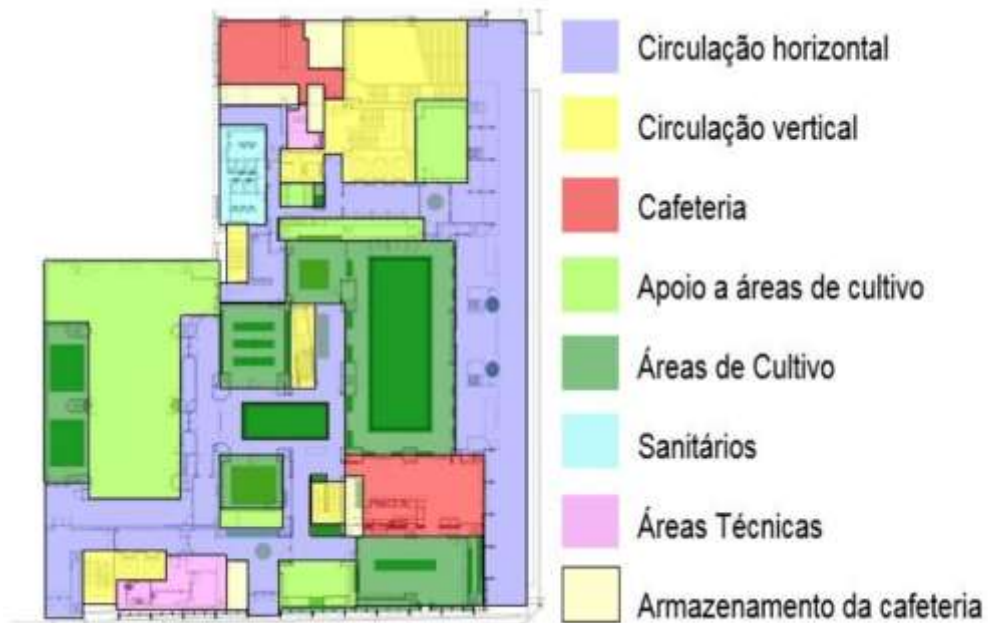 Circulação horizontal
Circulação vertical
Cafeteria
Apoio a áreas de cultivo
Áreas de Cultivo
Sanitários
Áreas Técnicas
Armazenamento da cafeteria